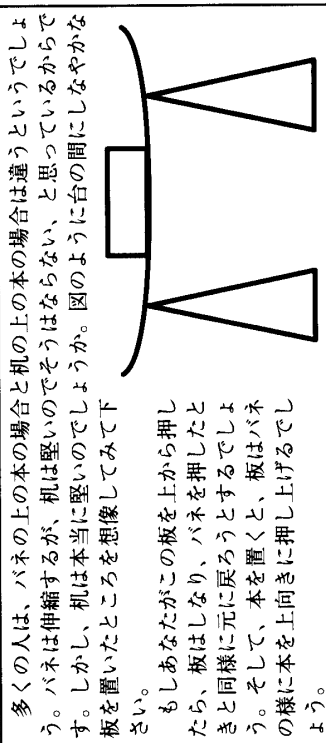 多くの人は、バネの上の本の場合と机の上の本の場合は違うというでしょ
う。バネは伸縮するが、机は堅いのでそうはならない、と思っているからで
す。しかし、机は本当に堅いのでしょうか。図のように台の間にしなやかな
板を置いたところを想像してみて下
さい。
もしあなたがこの板を上から押し
たら、板はしなり、バネを押したと
きと同様に元に戻ろうとするでしょ
う。そして、本を置くと、板はバネ
の様に本を上向きに押し上げるでし
ょう。